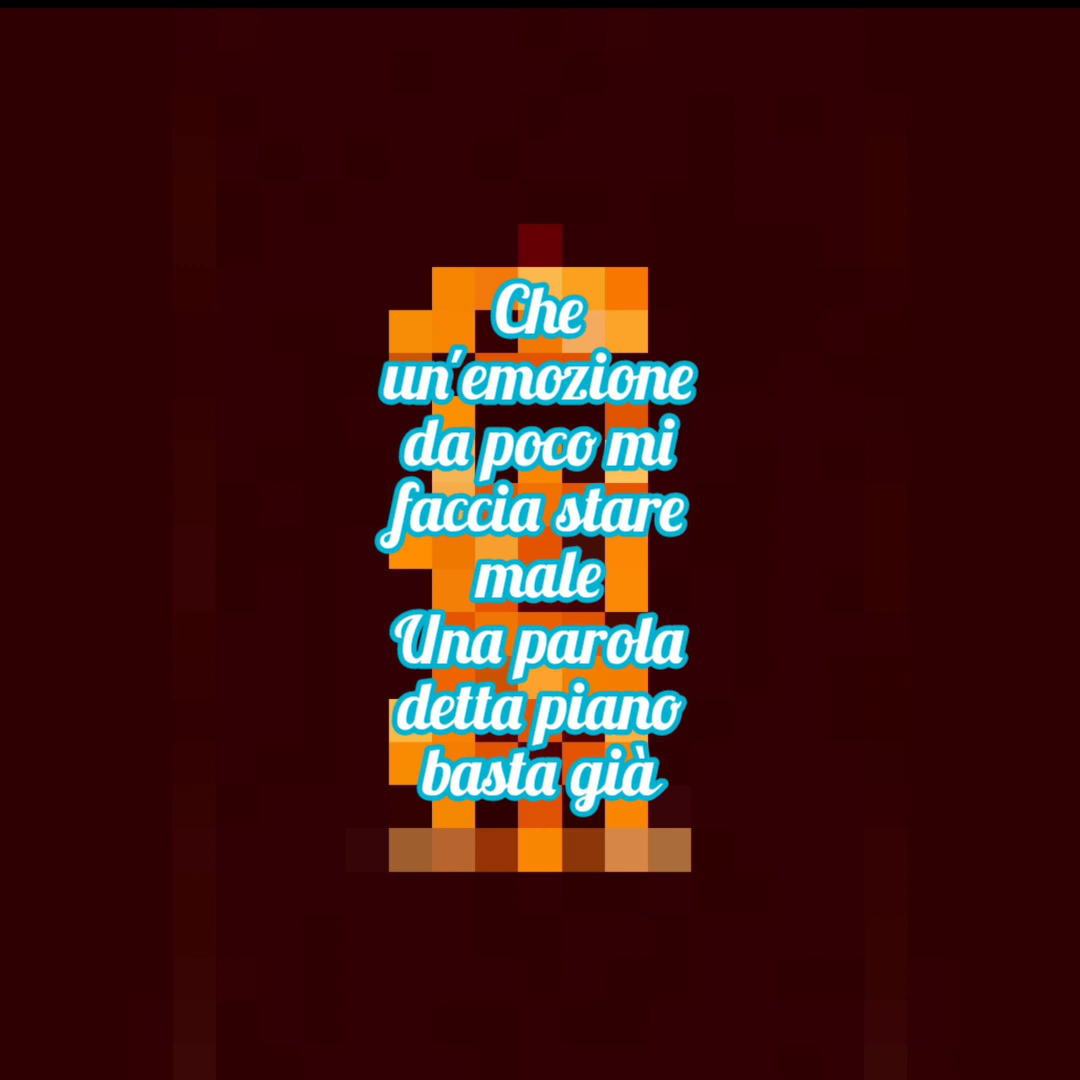 Che
un'emozione
da poco mi
faccia stare
male
Una parola
detta piano
basta già